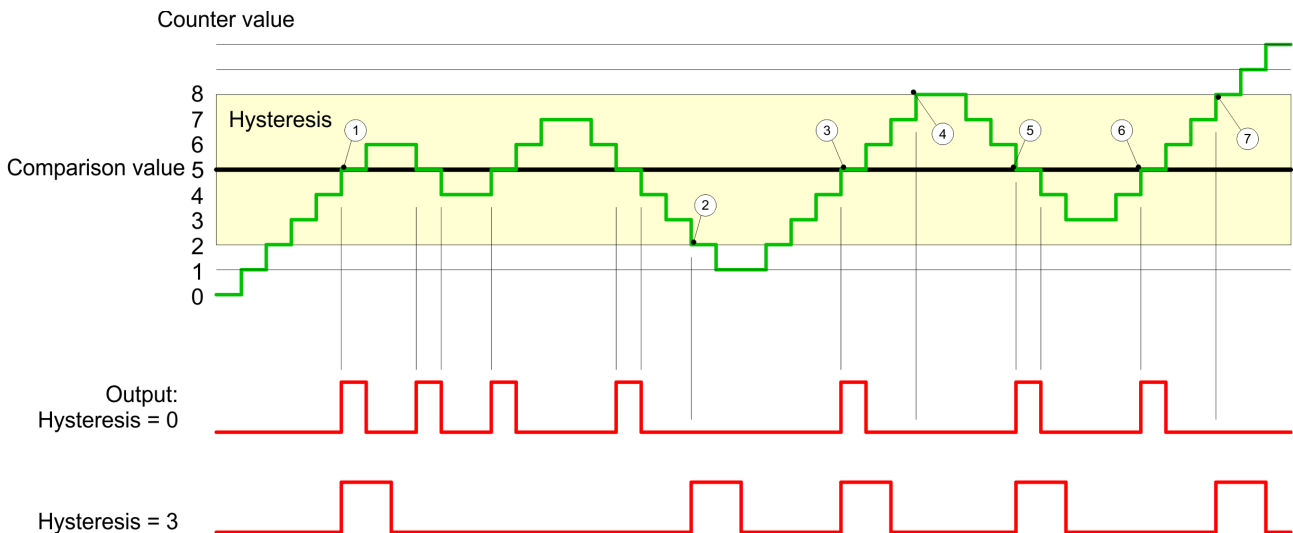 Counter value
8
7
Hysteresis
6
Comparison value 5
4
3
2
1
0
1
2
3
4
5
6
7
Output:
Hysteresis = 0
Hysteresis = 3